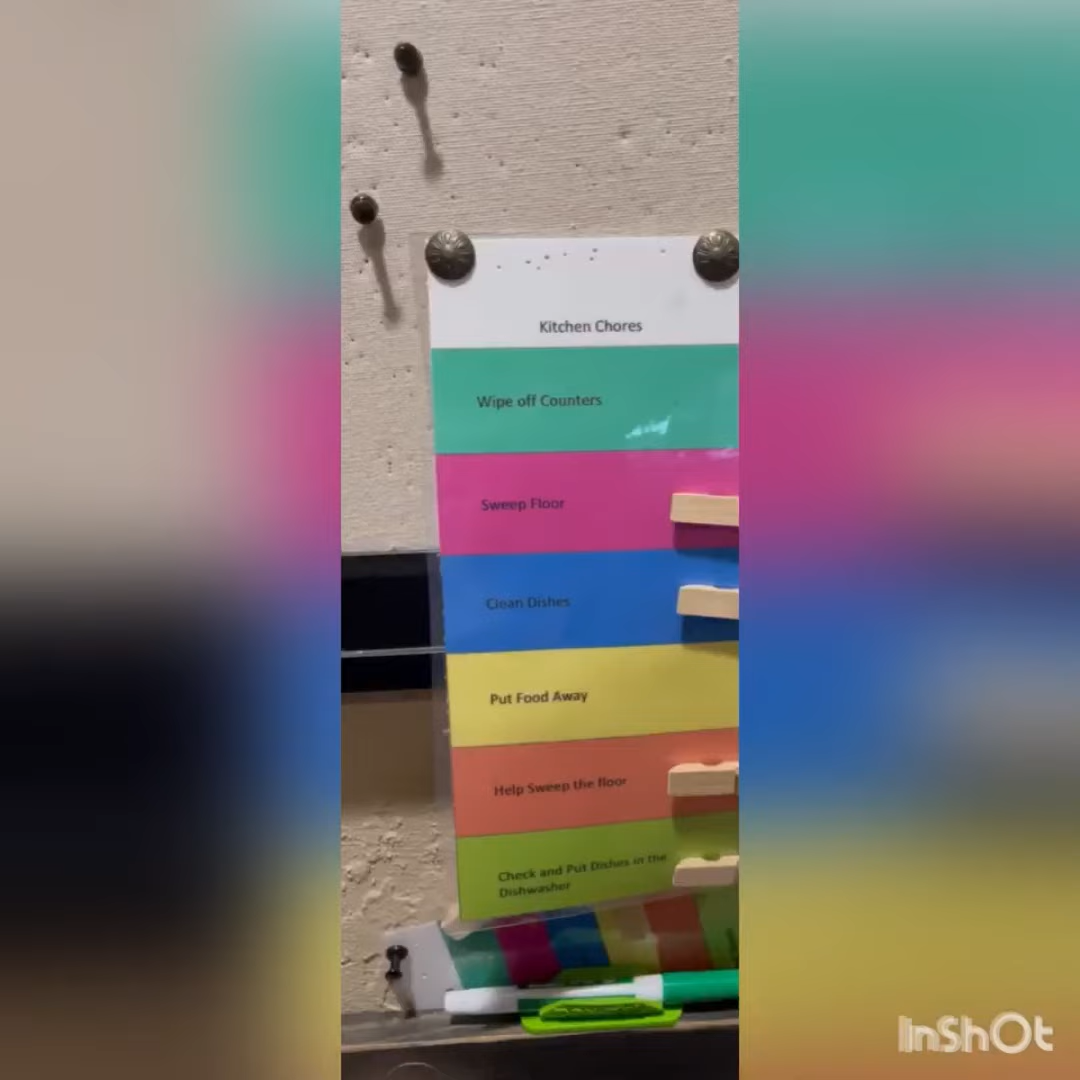 Kitchen Chores
Wipe off Counters
Sweep Floor
Clean Dishes
Put Food Away
Help Sweep the floor
Check and Put Dishes in the
Dishwasher
InShOt